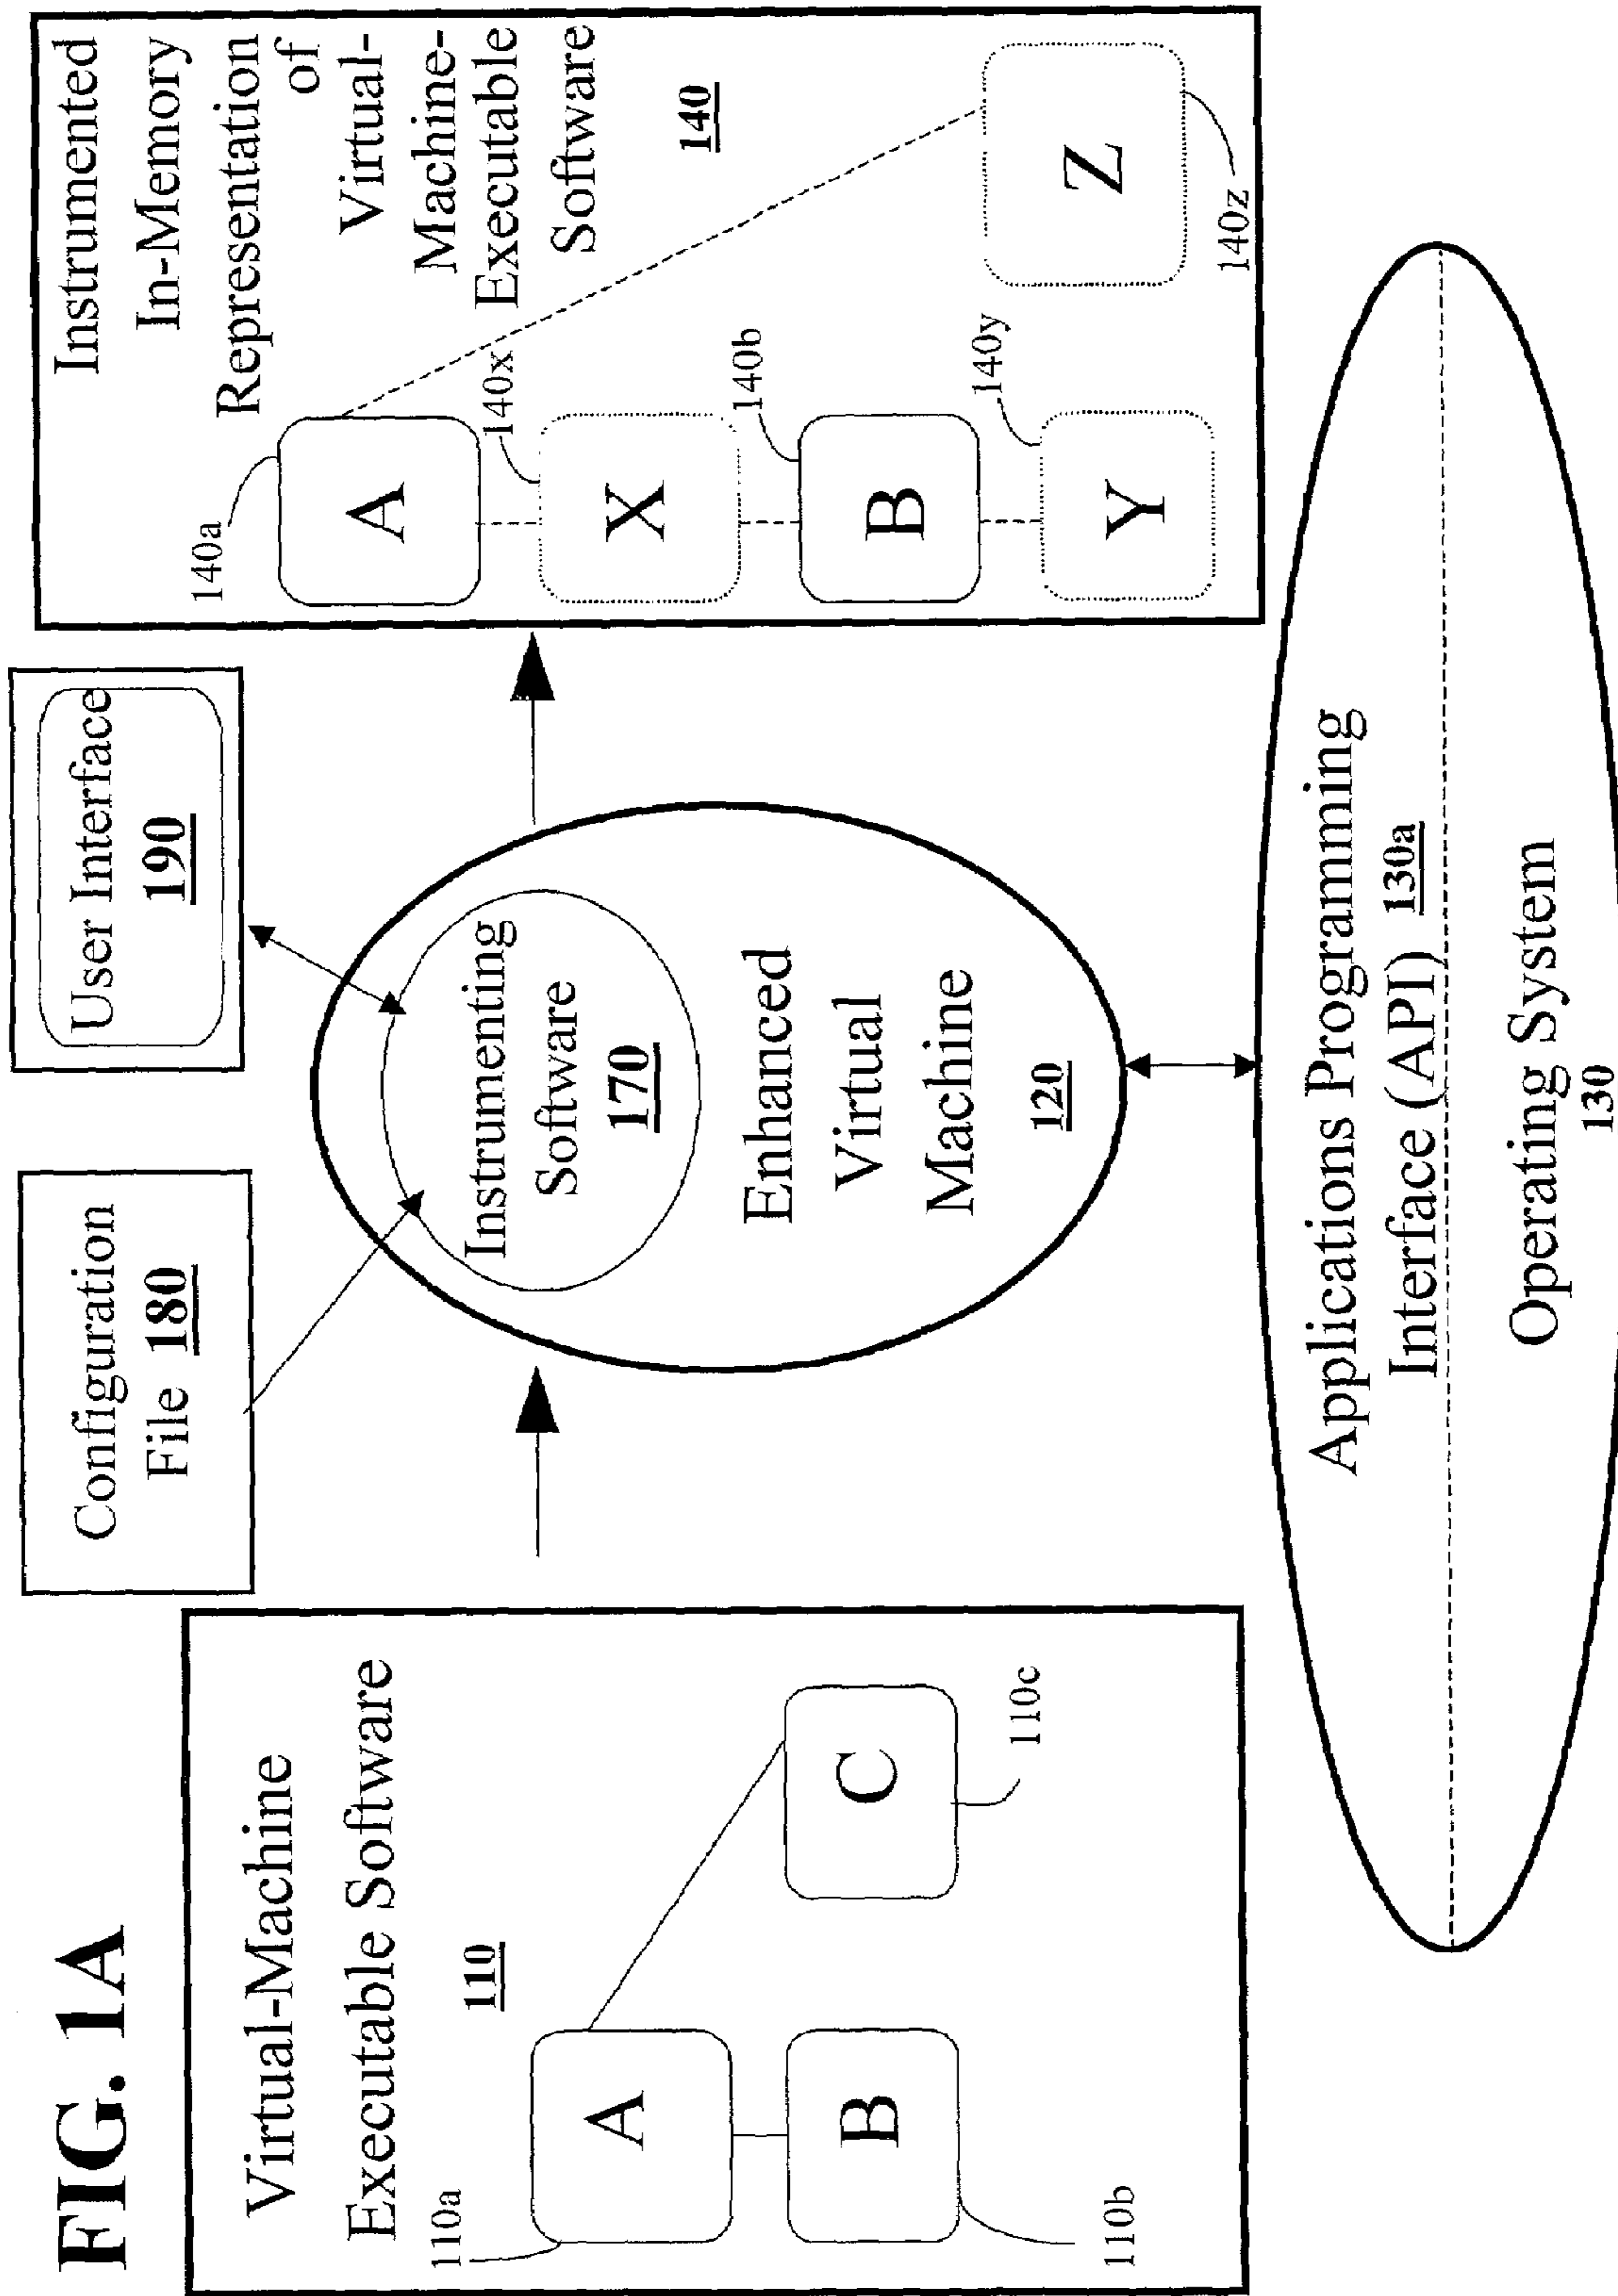 FIG. 1A
Virtual-Machine
Executable Software
110
110a
A
B
110b
C
110c
Configuration
File 180
User Interface
190
Instrumenting
Software
170
Enhanced
Virtual
Machine
120
Instrumented
In-Memory
Representation
of
Virtual-
Machine-
Executable
Software
140
140a
A
140x
X
140b
B
140y
Y
Z
140z
Applications Programming
Interface (API) 130a
Operating System
130